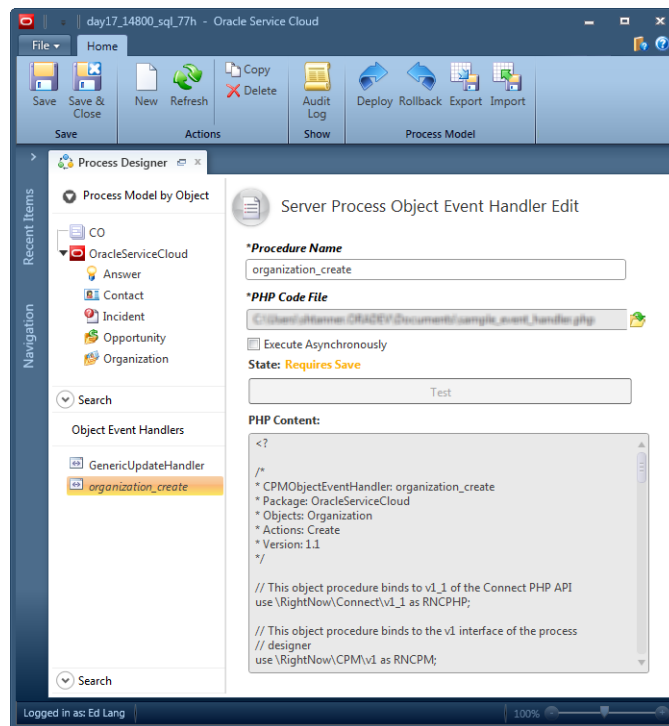 day17_14800_sql_77h - Oracle Service Cloud
File Home
Save Save & Close New Refresh Copy Delete Audit Log Deploy Rollback Export Import
Save Actions Show Process Model
Recent Items
Navigation
Process Designer
Process Model by Object
CO
OracleServiceCloud
Answer
Contact
Incident
Opportunity
Organization
Search
Object Event Handlers
GenericUpdateHandler
organization_create
Search
Server Process Object Event Handler Edit
*Procedure Name
organization_create
*PHP Code File
Execute Asynchronously
State: Requires Save
Test
PHP Content:
<?
/*
* CPMObjectEventHandler: organization_create
* Package: OracleServiceCloud
* Objects: Organization
* Actions: Create
* Version: 1.1
*/
// This object procedure binds to v1_1 of the Connect PHP API
use \RightNow\Connect\v1_1 as RNCPHP;
// This object procedure binds to the v1 interface of the process
// designer
use \RightNow\CPM\v1 as RNCPM;
Logged in as: Ed Lang
100%